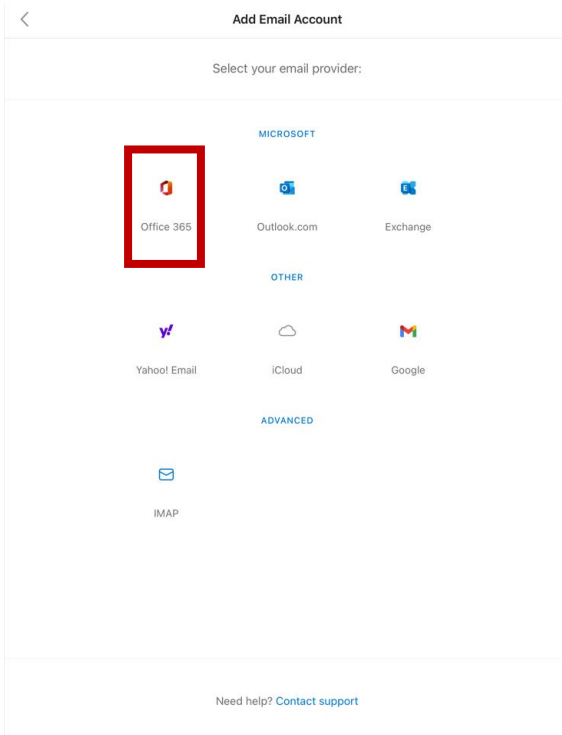 Add Email Account
Select your email provider:
MICROSOFT
Office 365 Outlook.com Exchange
OTHER
Yahoo! Email iCloud Google
ADVANCED
IMAP
Need help? Contact support